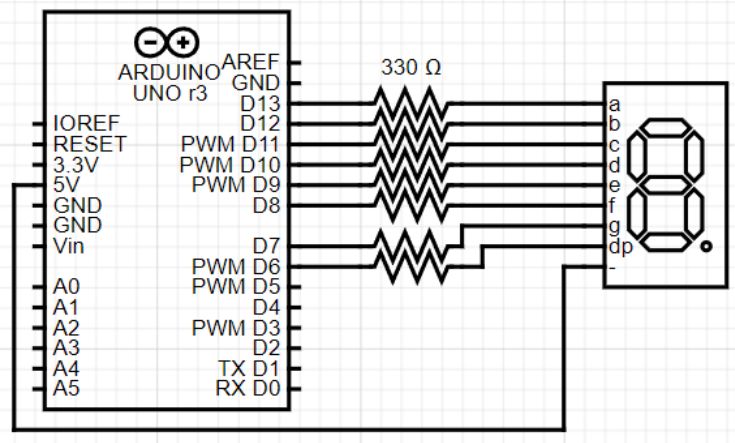 330 Ω
ARDUINO
UNO r3
AREF
GND
D13
D12
PWM D11
PWM D10
PWM D9
D8
D7
PWM D6
PWM D5
D4
PWM D3
D2
TX D1
RX D0
IOREF
RESET
3.3V
5V
GND
GND
Vin
A0
A1
A2
A3
A4
A5
a
b
c
d
e
f
g
dp
-